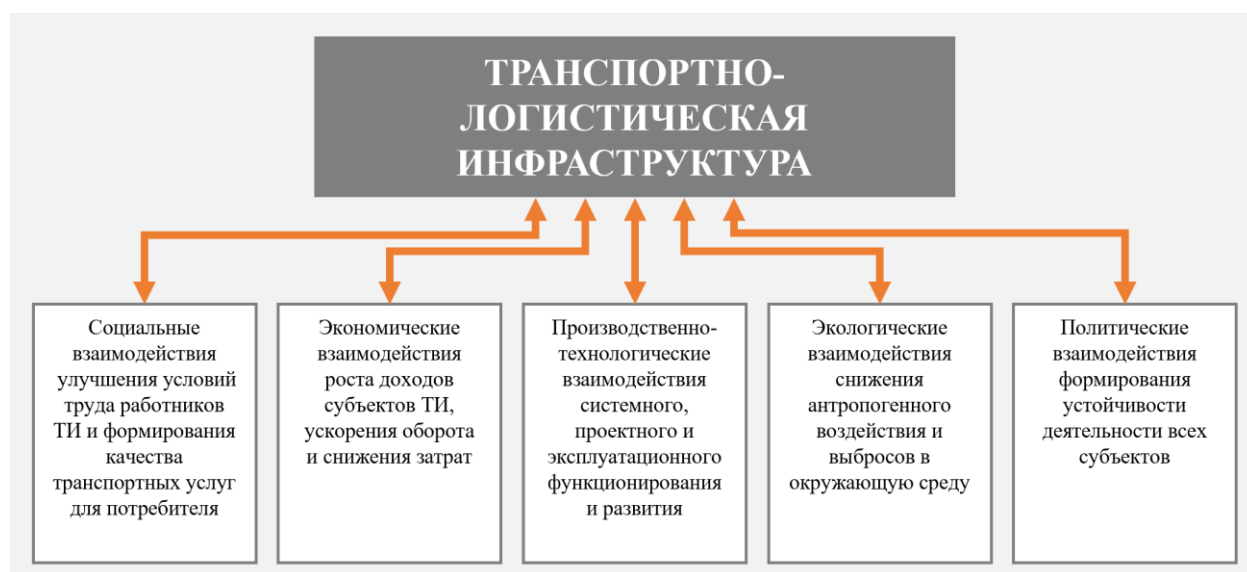 ТРАНСПОРТНО-
ЛОГИСТИЧЕСКАЯ
ИНФРАСТРУКТУРА
Социальные
взаимодействия
улучшения условий
труда работников
ТИ и формирования
качества
транспортных услуг
для потребителя
Экономические
взаимодействия
роста доходов
субъектов ТИ,
ускорения оборота
и снижения затрат
Производственно-
технологические
взаимодействия
системного,
проектного и
эксплуатационного
функционирования
и развития
Экологические
взаимодействия
снижения
антропогенного
воздействия и
выбросов в
окружающую среду
Политические
взаимодействия
формирования
устойчивости
деятельности всех
субъектов